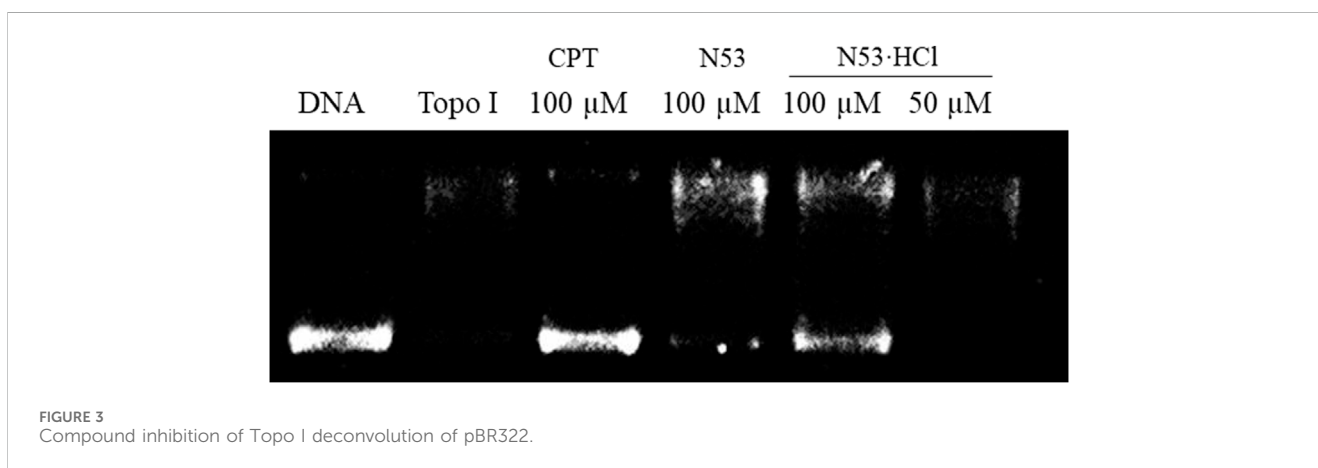 CPT N53 N53·HCl
DNA Topo I 100 μM 100 μM 100 μM 50 μM
FIGURE 3
Compound inhibition of Topo I deconvolution of pBR322.